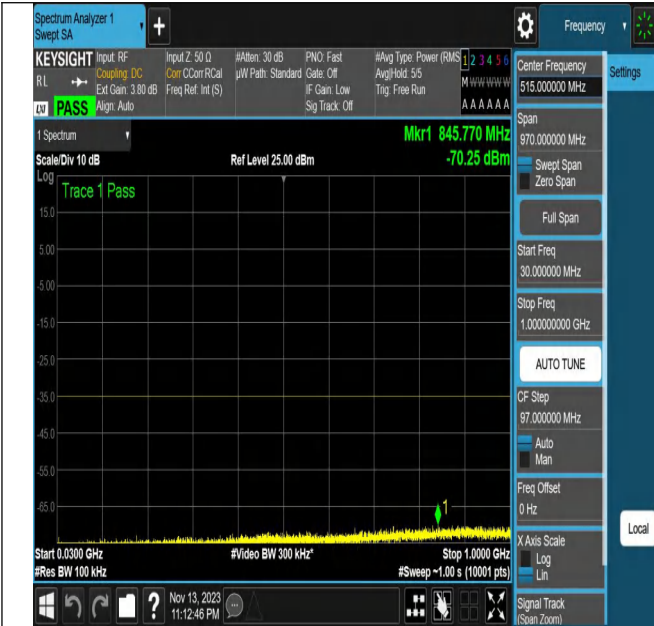 Spectrum Analyzer 1
Swept SA
+
Frequency
KEYSIGHT
RL
LXI PASS
Input: RF
Coupling: DC
Ext Gain: 3.80 dB
Align: Auto
Input Z: 50 Ω
Corr CCorr RCal
Freq Ref: Int (S)
#Atten: 30 dB
µW Path: Standard
PNO: Fast
Gate: Off
IF Gain: Low
Sig Track: Off
#Avg Type: Power (RMS
Avg|Hold: 5/5
Trig: Free Run
1 2 3 4 5 6
M W W W W W
A A A A A A
1 Spectrum
Scale/Div 10 dB
Log
Ref Level 25.00 dBm
Mkr1 845.770 MHz
-70.25 dBm
Trace 1 Pass
15.0
5.00
-5.00
-15.0
-25.0
-35.0
-45.0
-55.0
-65.0
1
Start 0.0300 GHz
#Res BW 100 kHz
#Video BW 300 kHz*
Stop 1.0000 GHz
#Sweep ~1.00 s (10001 pts)
?
Nov 13, 2023
11:12:46 PM
Center Frequency
515.000000 MHz
Settings
Span
970.000000 MHz
Swept Span
Zero Span
Full Span
Start Freq
30.000000 MHz
Stop Freq
1.000000000 GHz
AUTO TUNE
CF Step
97.000000 MHz
Auto
Man
Freq Offset
0 Hz
X Axis Scale
Log
Lin
Local
Signal Track
(Span Zoom)